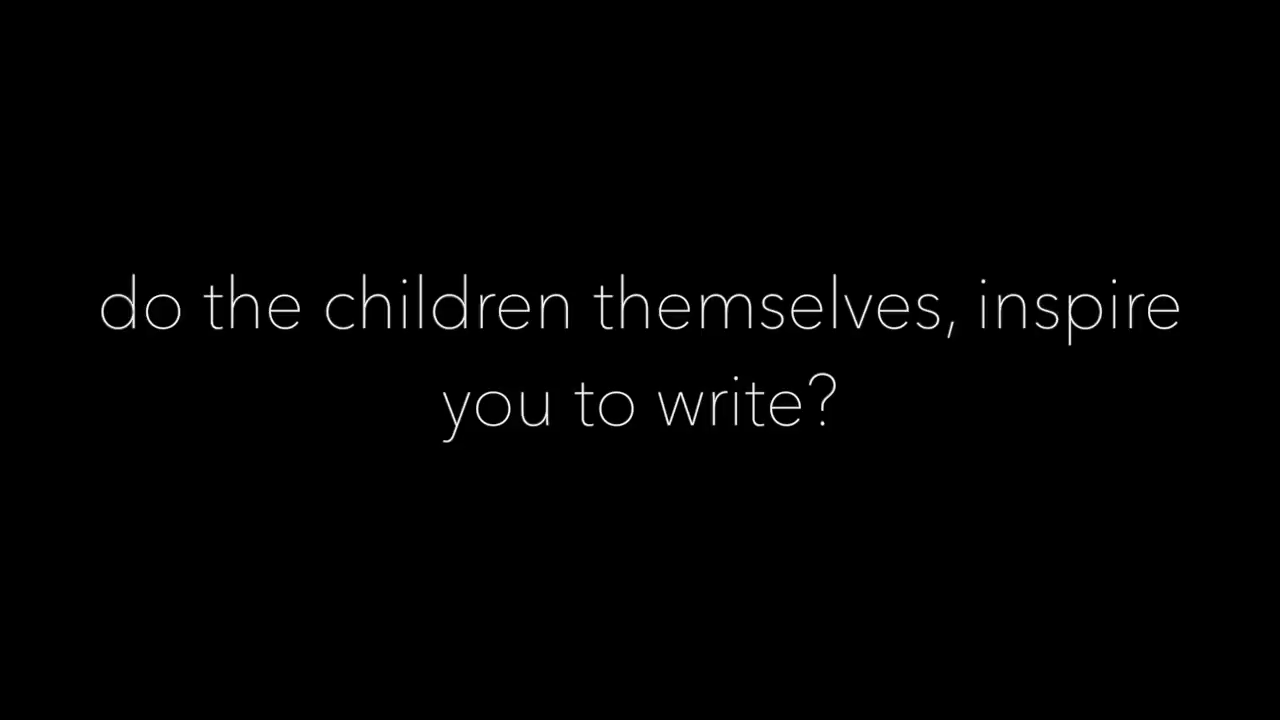 do the children themselves, inspire
you to write?